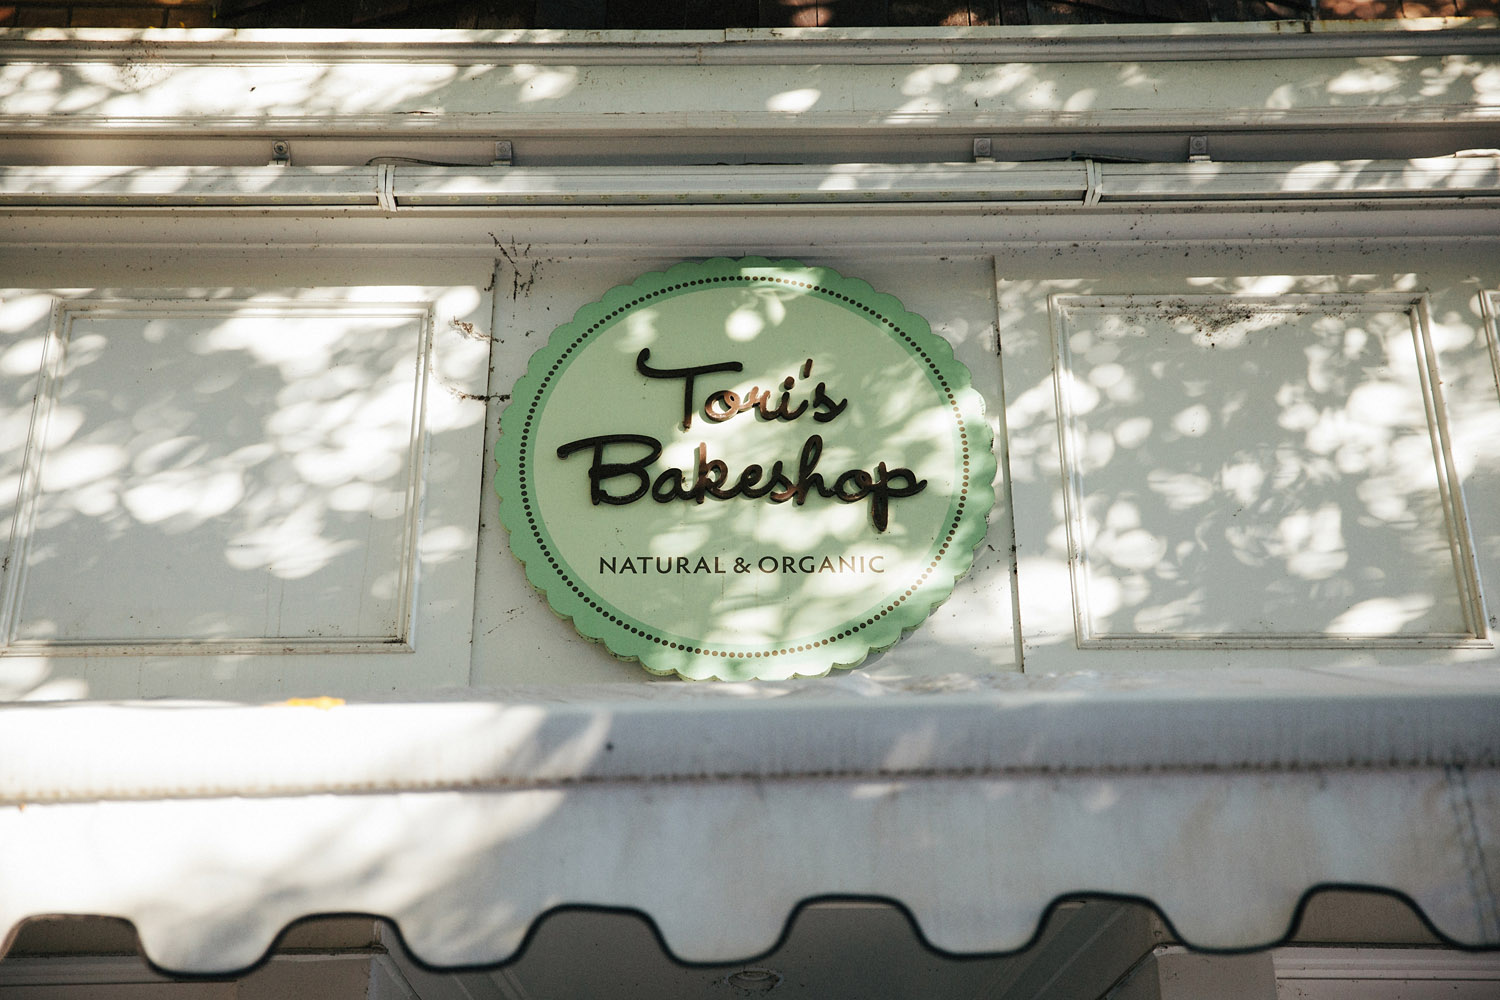 Tori's
Bakeshop
NATURAL & ORGANIC